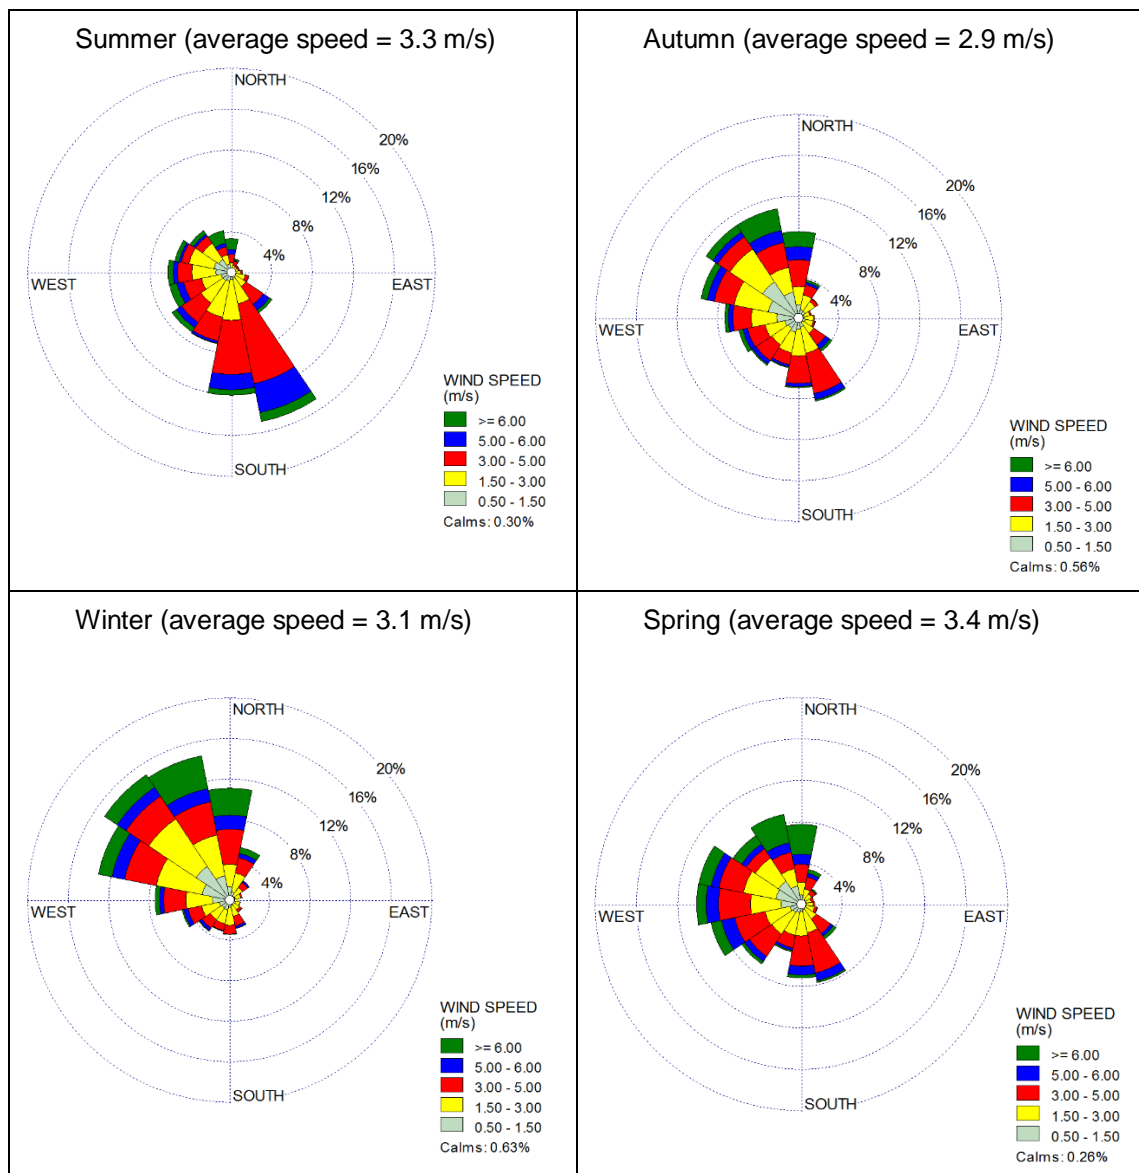 Summer (average speed = 3.3 m/s)
NORTH
20%
16%
12%
8%
4%
WEST
EAST
SOUTH
WIND SPEED
(m/s)
>= 6.00
5.00 - 6.00
3.00 - 5.00
1.50 - 3.00
0.50 - 1.50
Calms: 0.30%
Autumn (average speed = 2.9 m/s)
NORTH
20%
16%
12%
8%
4%
WEST
EAST
SOUTH
WIND SPEED
(m/s)
>= 6.00
5.00 - 6.00
3.00 - 5.00
1.50 - 3.00
0.50 - 1.50
Calms: 0.56%
Winter (average speed = 3.1 m/s)
NORTH
20%
16%
12%
8%
4%
WEST
EAST
SOUTH
WIND SPEED
(m/s)
>= 6.00
5.00 - 6.00
3.00 - 5.00
1.50 - 3.00
0.50 - 1.50
Calms: 0.63%
Spring (average speed = 3.4 m/s)
NORTH
20%
16%
12%
8%
4%
WEST
EAST
SOUTH
WIND SPEED
(m/s)
>= 6.00
5.00 - 6.00
3.00 - 5.00
1.50 - 3.00
0.50 - 1.50
Calms: 0.26%